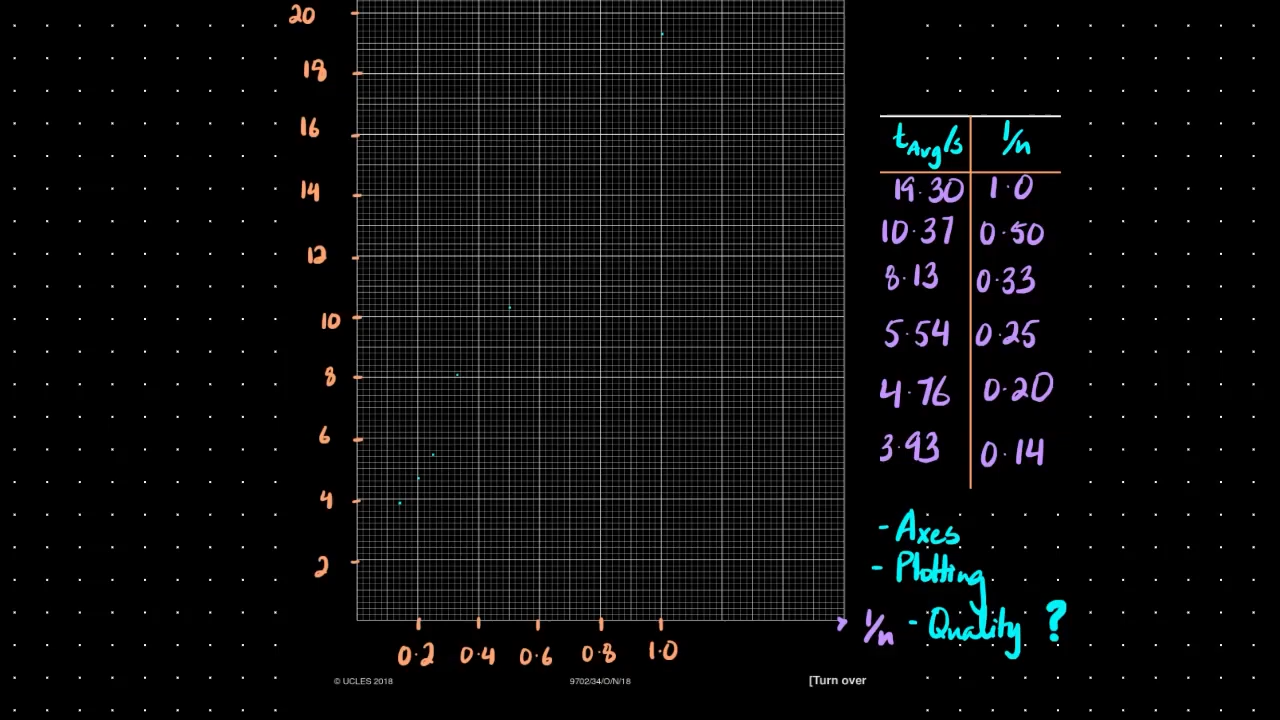 20
18
16
14
12
10
8
6
4
2
0.2 0.4 0.6 0.8 1.0
1/n
tAvg/s 1/n
19.30 1.0
10.37 0.50
8.13 0.33
5.54 0.25
4.76 0.20
3.93 0.14
- Axes
- Plotting
- Quality ?
© UCLES 2018 9702/34/O/N/18 [Turn over